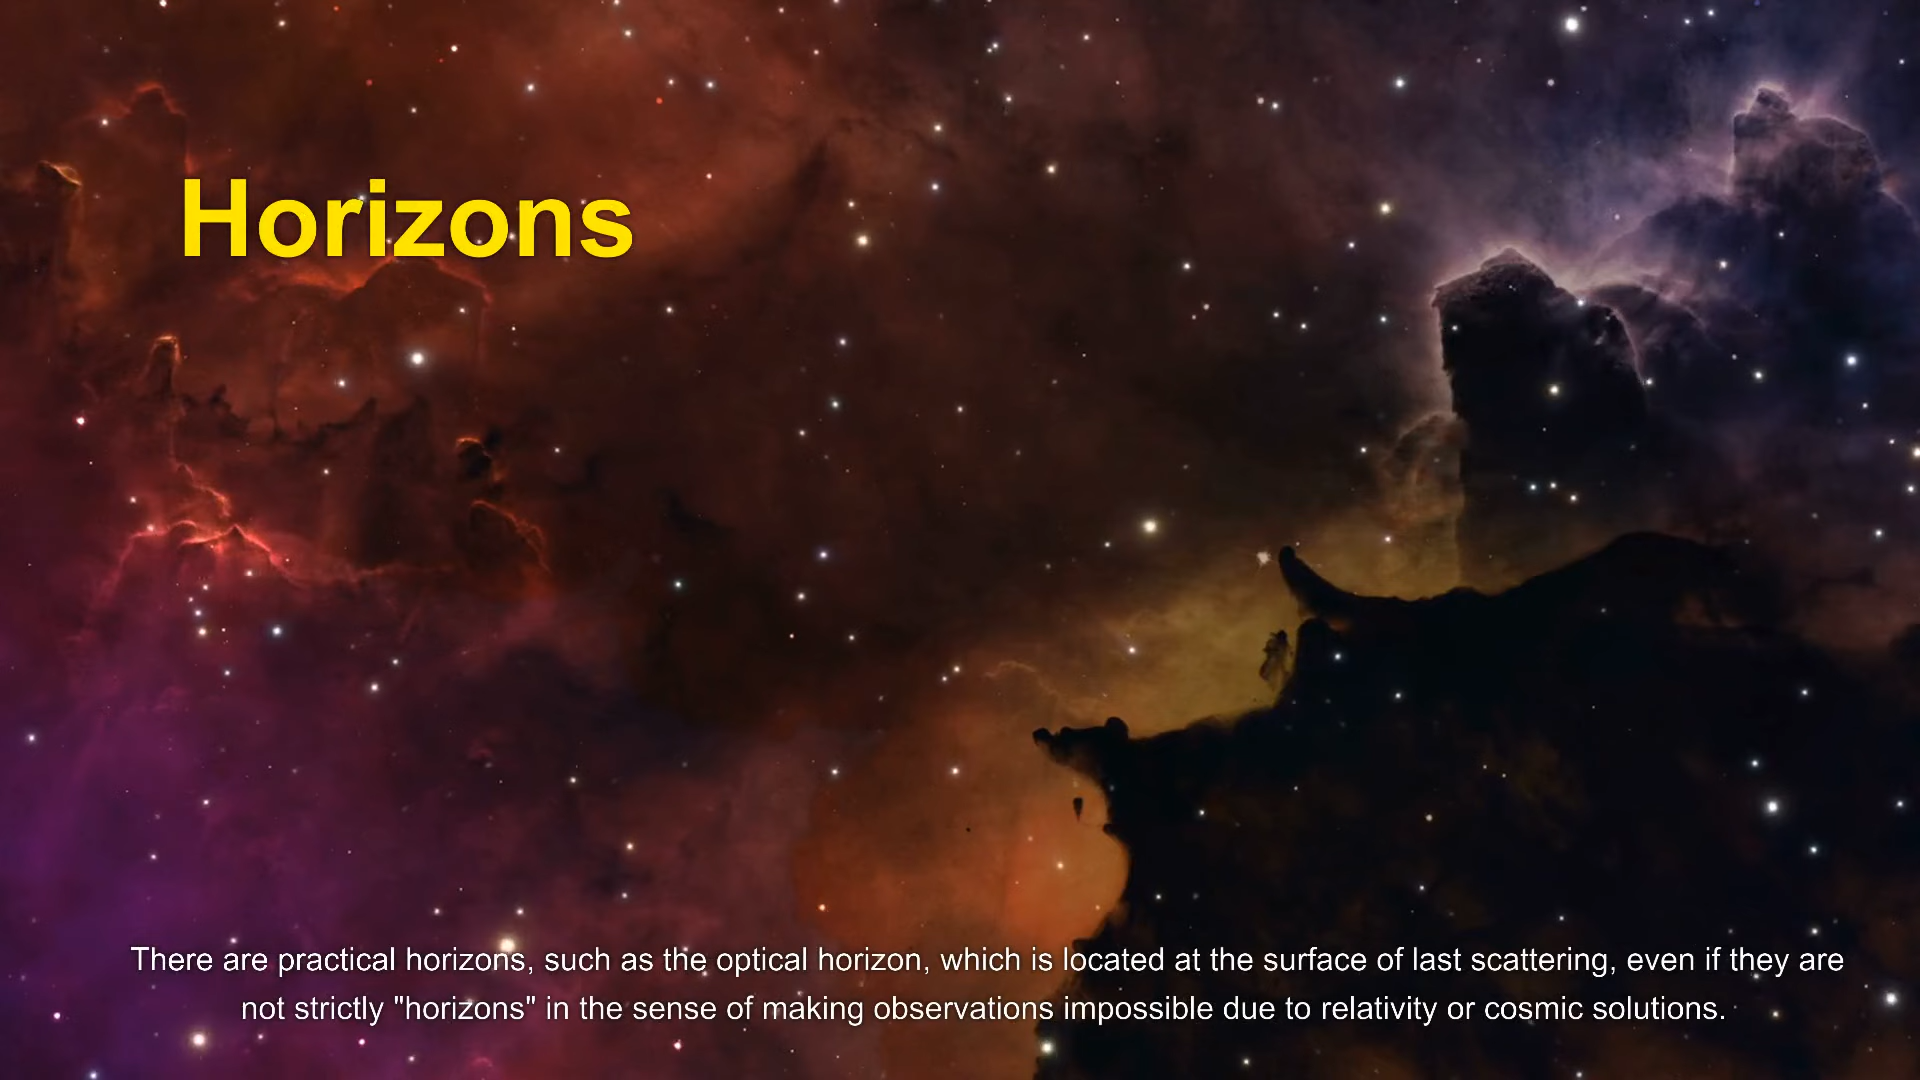 Horizons
There are practical horizons, such as the optical horizon, which is located at the surface of last scattering, even if they are
not strictly "horizons" in the sense of making observations impossible due to relativity or cosmic solutions.